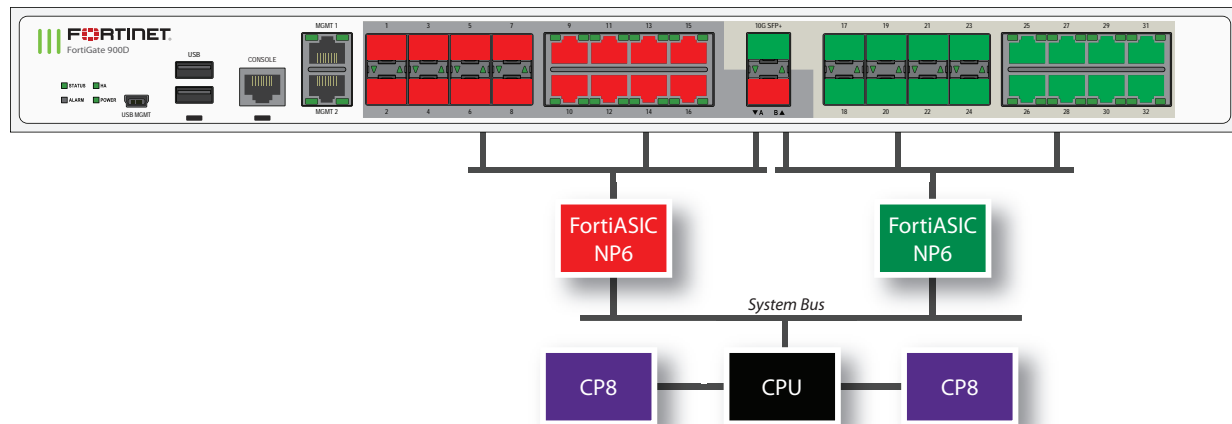 MGMT 1
1 3 5 7
9 11 13 15
10G SFP+
17 19 21 23
25 27 29 31
FORTINET
FortiGate 900D
USB
CONSOLE
STATUS HA
ALARM POWER
USB MGMT
MGMT 2
2 4 6 8
10 12 14 16
▼A B▲
18 20 22 24
26 28 30 32
FortiASIC
NP6
FortiASIC
NP6
System Bus
CP8
CPU
CP8